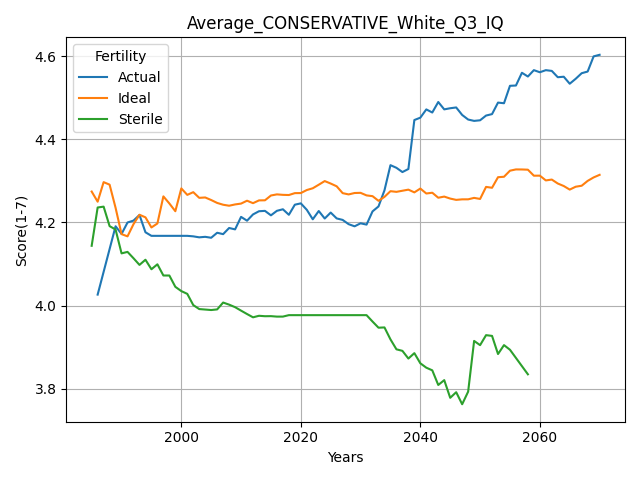 Average_CONSERVATIVE_White_Q3_IQ
Fertility
Actual
Ideal
Sterile
Score(1-7)
4.6
4.4
4.2
4.0
3.8
2000
2020
2040
2060
Years